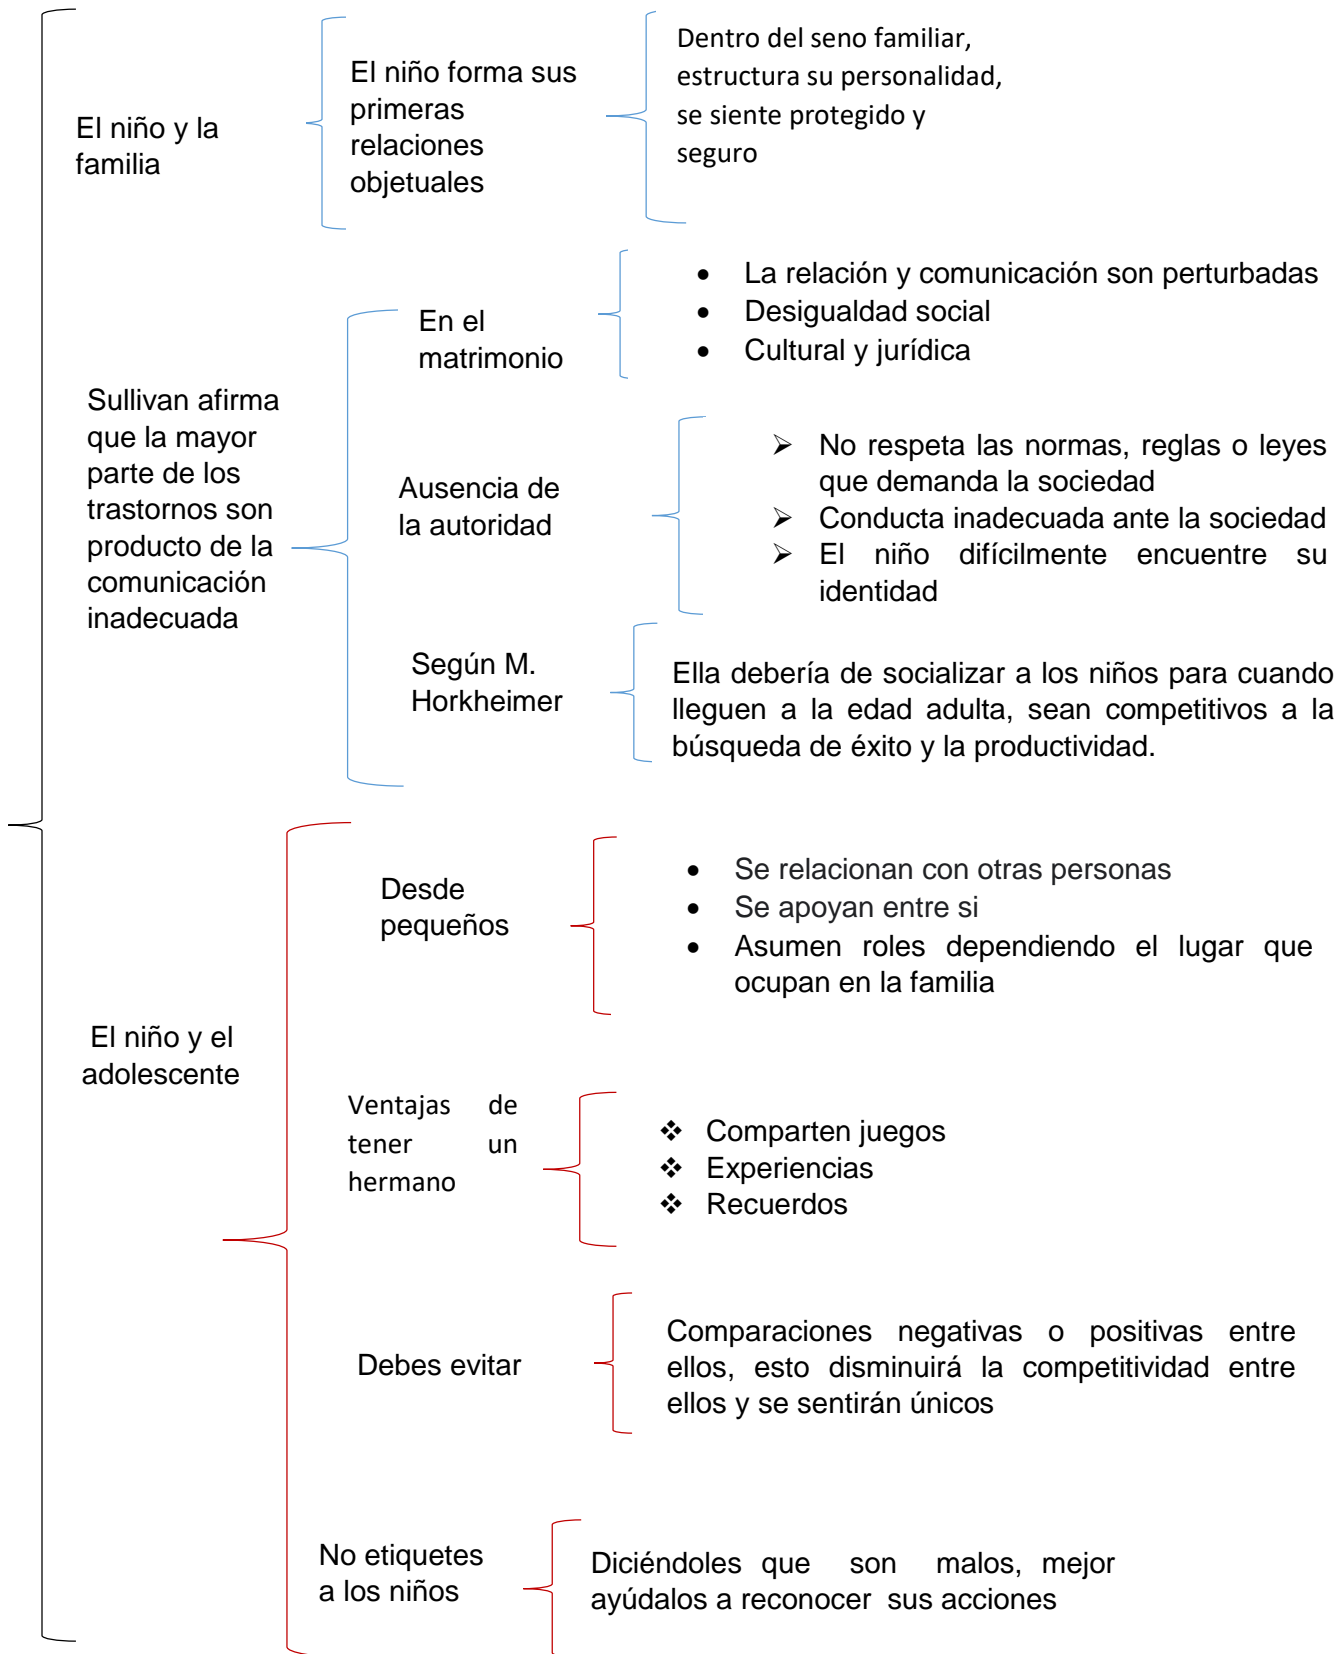 El niño y la
familia
El niño forma sus
primeras
relaciones
objetuales
Dentro del seno familiar,
estructura su personalidad,
se siente protegido y
seguro
Sullivan afirma
que la mayor
parte de los
trastornos son
producto de la
comunicación
inadecuada
En el
matrimonio
• La relación y comunicación son perturbadas
• Desigualdad social
• Cultural y jurídica
Ausencia de
la autoridad
➢ No respeta las normas, reglas o leyes
que demanda la sociedad
➢ Conducta inadecuada ante la sociedad
➢ El niño difícilmente encuentre su
identidad
Según M.
Horkheimer
Ella debería de socializar a los niños para cuando
lleguen a la edad adulta, sean competitivos a la
búsqueda de éxito y la productividad.
El niño y el
adolescente
Desde
pequeños
• Se relacionan con otras personas
• Se apoyan entre si
• Asumen roles dependiendo el lugar que
ocupan en la familia
Ventajas de
tener un
hermano
❖ Comparten juegos
❖ Experiencias
❖ Recuerdos
Debes evitar
Comparaciones negativas o positivas entre
ellos, esto disminuirá la competitividad entre
ellos y se sentirán únicos
No etiquetes
a los niños
Diciéndoles que son malos, mejor
ayúdalos a reconocer sus acciones